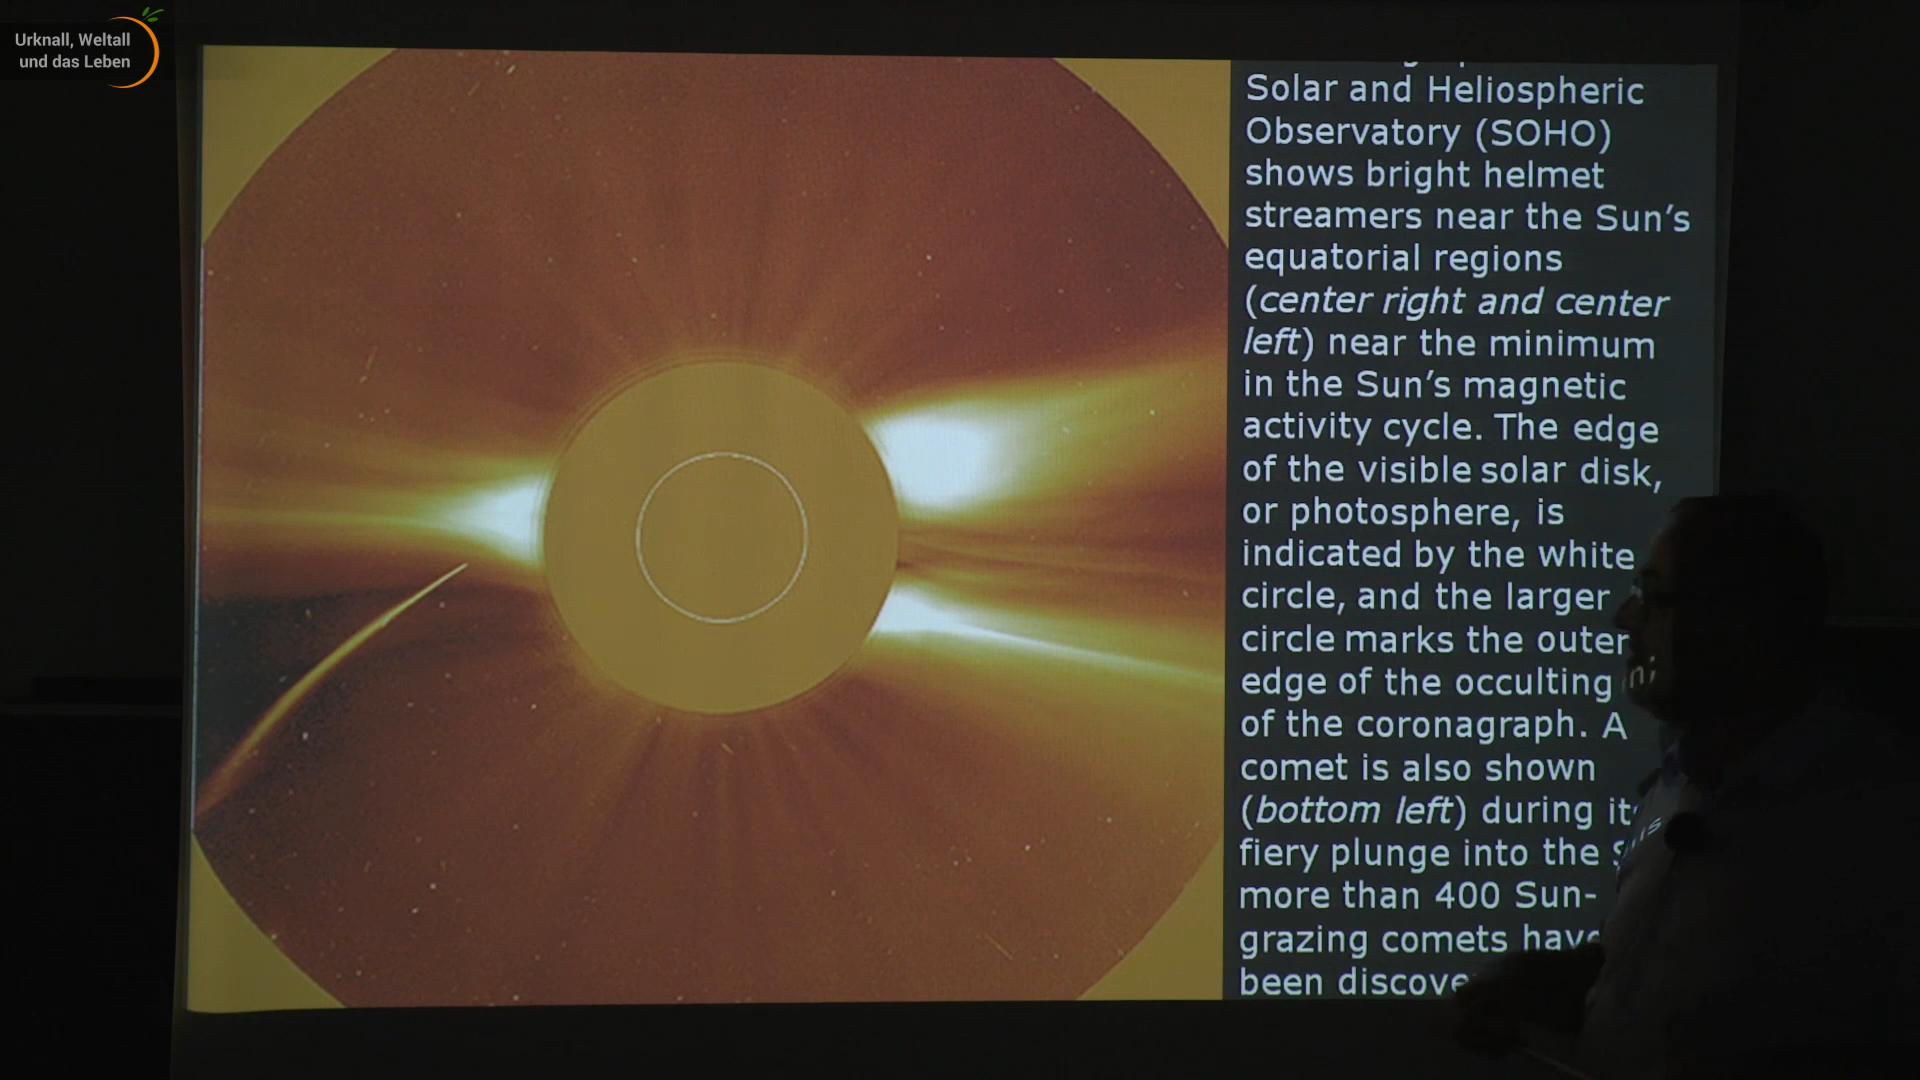 Urknall, Weltall
und das Leben
Solar and Heliospheric
Observatory (SOHO)
shows bright helmet
streamers near the Sun's
equatorial regions
(center right and center
left) near the minimum
in the Sun's magnetic
activity cycle. The edge
of the visible solar disk,
or photosphere, is
indicated by the white
circle, and the larger
circle marks the outer
edge of the occulting
of the coronagraph. A
comet is also shown
(bottom left) during
fiery plunge into the
more than 400 Sun-
grazing comets have
been